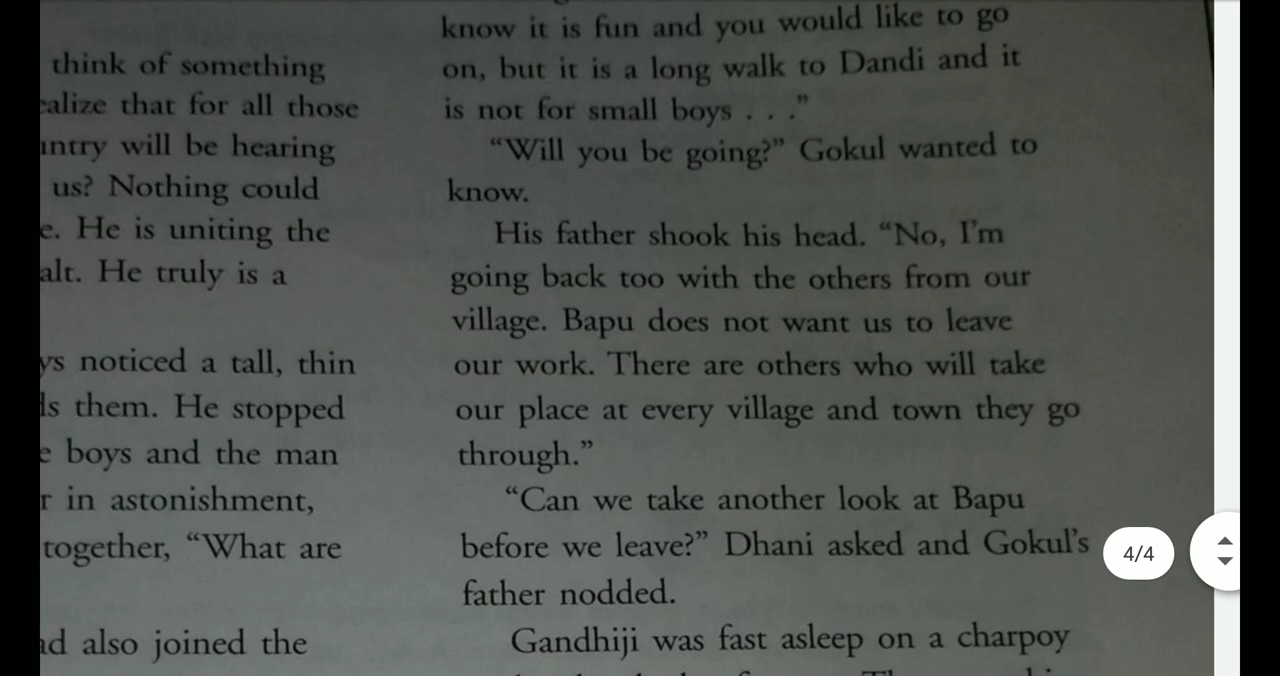 think of something
alize that for all those
ntry will be hearing
us? Nothing could
e. He is uniting the
alt. He truly is a
ys noticed a tall, thin
ls them. He stopped
e boys and the man
r in astonishment,
together, “What are
ad also joined the
know it is fun and you would like to go
on, but it is a long walk to Dandi and it
is not for small boys . . .”
“Will you be going?” Gokul wanted to
know.
His father shook his head. “No, I’m
going back too with the others from our
village. Bapu does not want us to leave
our work. There are others who will take
our place at every village and town they go
through.”
“Can we take another look at Bapu
before we leave?” Dhani asked and Gokul’s
father nodded.
Gandhiji was fast asleep on a charpoy
4/4